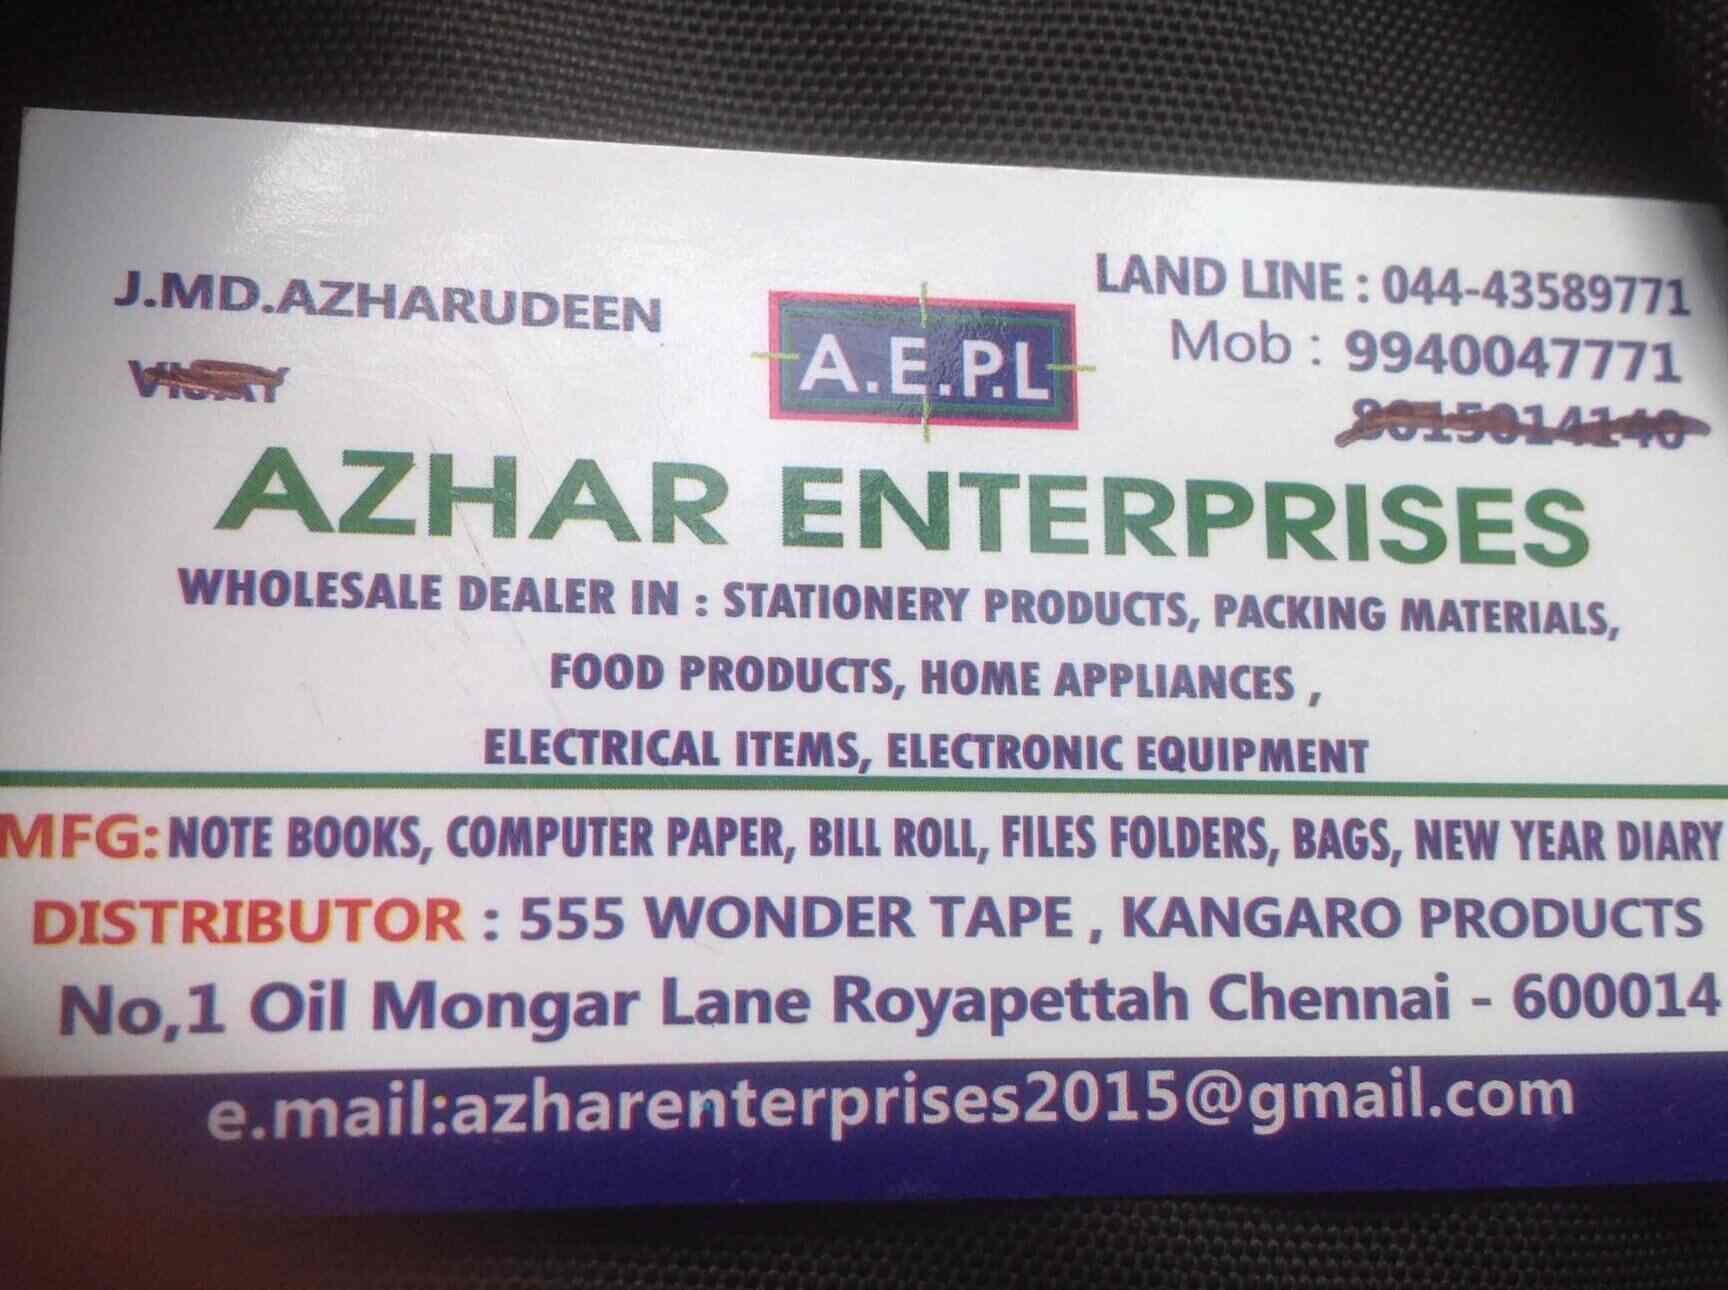 J.MD.AZHARUDEEN
A.E.P.L
LAND LINE : 044-43589771
Mob : 9940047771
AZHAR ENTERPRISES
WHOLESALE DEALER IN : STATIONERY PRODUCTS, PACKING MATERIALS,
FOOD PRODUCTS, HOME APPLIANCES ,
ELECTRICAL ITEMS, ELECTRONIC EQUIPMENT
MFG: NOTE BOOKS, COMPUTER PAPER, BILL ROLL, FILES FOLDERS, BAGS, NEW YEAR DIARY
DISTRIBUTOR : 555 WONDER TAPE , KANGARO PRODUCTS
No,1 Oil Mongar Lane Royapettah Chennai - 600014
e.mail:azharenterprises2015@gmail.com